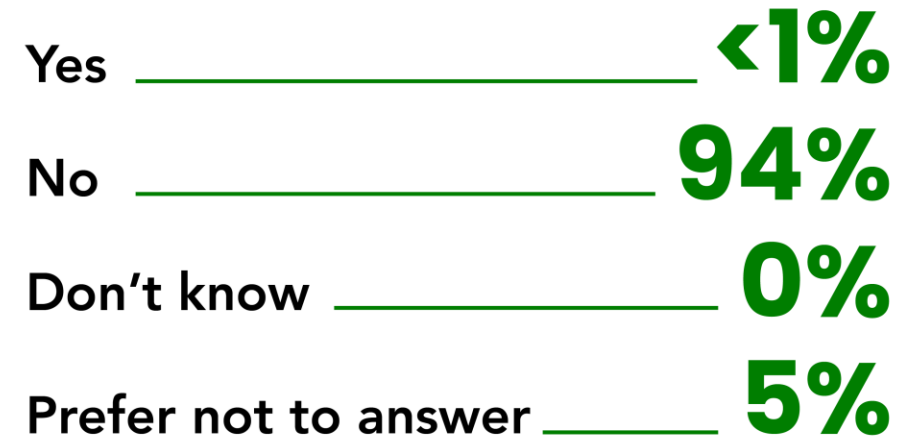 Yes <1%
No 94%
Don’t know 0%
Prefer not to answer 5%